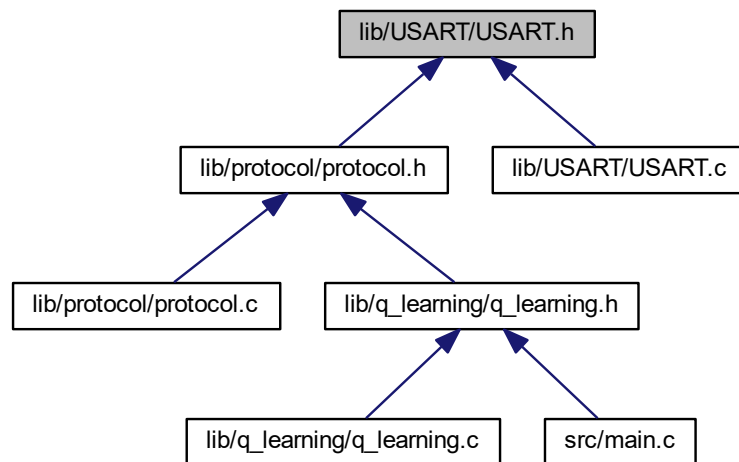 lib/USART/USART.h
lib/protocol/protocol.h
lib/USART/USART.c
lib/protocol/protocol.c
lib/q_learning/q_learning.h
lib/q_learning/q_learning.c
src/main.c